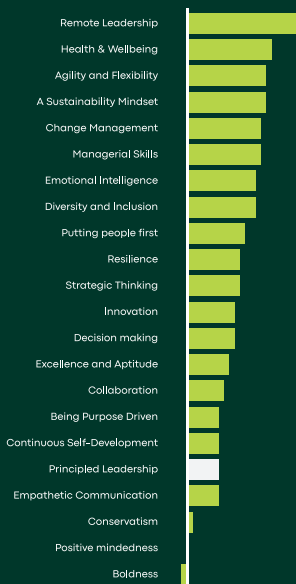 Remote Leadership
Health & Wellbeing
Agility and Flexibility
A Sustainability Mindset
Change Management
Managerial Skills
Emotional Intelligence
Diversity and Inclusion
Putting people first
Resilience
Strategic Thinking
Innovation
Decision making
Excellence and Aptitude
Collaboration
Being Purpose Driven
Continuous Self-Development
Principled Leadership
Empathetic Communication
Conservatism
Positive mindedness
Boldness